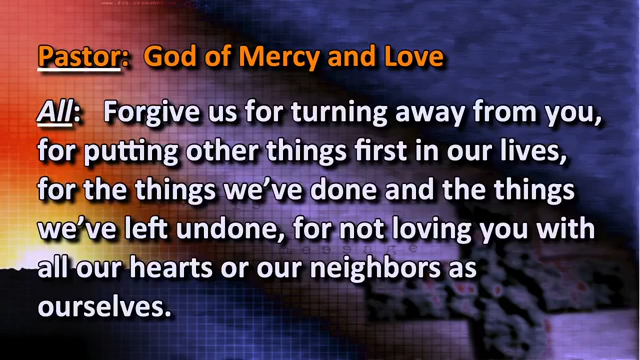 Pastor: God of Mercy and Love
All: Forgive us for turning away from you,
for putting other things first in our lives,
for the things we've done and the things
we've left undone, for not loving you with
all our hearts or our neighbors as
ourselves.